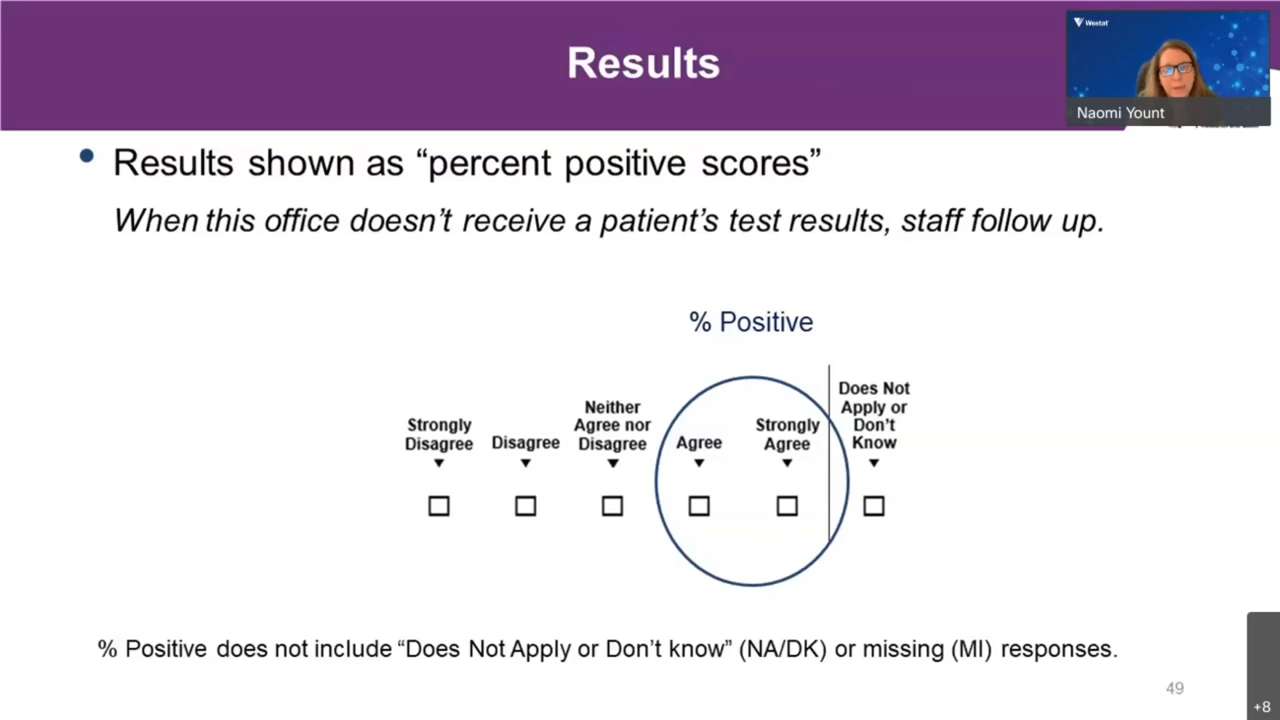 Results
Westat
Naomi Yount
• Results shown as “percent positive scores”
When this office doesn’t receive a patient’s test results, staff follow up.
% Positive
Strongly Disagree
Disagree
Neither Agree nor Disagree
Agree
Strongly Agree
Does Not Apply or Don’t Know
% Positive does not include “Does Not Apply or Don’t know” (NA/DK) or missing (MI) responses.
49
+8